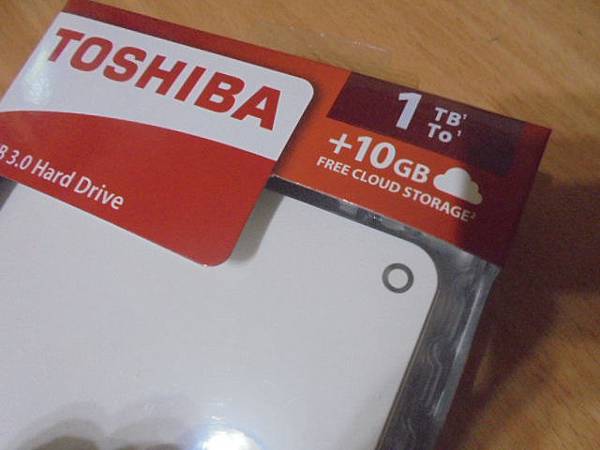 TOSHIBA
3.0 Hard Drive
1 TB¹
To¹
+10GB
FREE CLOUD STORAGE²